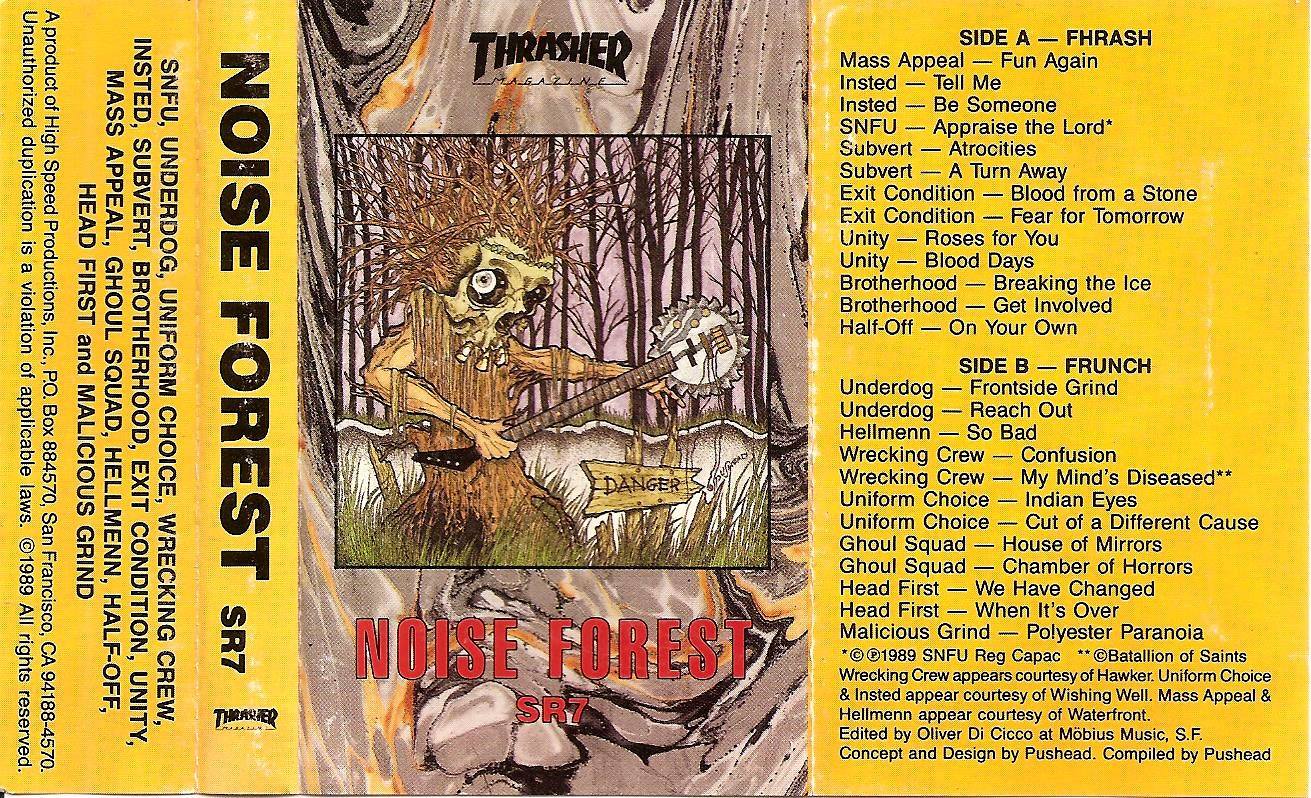 A product of High Speed Productions, Inc., P.O. Box 884570, San Francisco, CA 94188-4570.
Unauthorized duplication is a violation of applicable laws. ©1989 All rights reserved.
SNFU, UNDERDOG, UNIFORM CHOICE, WRECKING CREW,
INSTED, SUBVERT, BROTHERHOOD, EXIT CONDITION, UNITY,
MASS APPEAL, GHOUL SQUAD, HELLMENN, HALF-OFF,
HEAD FIRST and MALICIOUS GRIND
NOISE FOREST SR7
THRASHER
MAGAZINE
THRASHER
MAGAZINE
DANGER
NOISE FOREST
SR7
SIDE A — FHRASH
Mass Appeal — Fun Again
Insted — Tell Me
Insted — Be Someone
SNFU — Appraise the Lord*
Subvert — Atrocities
Subvert — A Turn Away
Exit Condition — Blood from a Stone
Exit Condition — Fear for Tomorrow
Unity — Roses for You
Unity — Blood Days
Brotherhood — Breaking the Ice
Brotherhood — Get Involved
Half-Off — On Your Own
SIDE B — FRUNCH
Underdog — Frontside Grind
Underdog — Reach Out
Hellmenn — So Bad
Wrecking Crew — Confusion
Wrecking Crew — My Mind's Diseased**
Uniform Choice — Indian Eyes
Uniform Choice — Cut of a Different Cause
Ghoul Squad — House of Mirrors
Ghoul Squad — Chamber of Horrors
Head First — We Have Changed
Head First — When It's Over
Malicious Grind — Polyester Paranoia
*© ℗1989 SNFU Reg Capac ** ©Batallion of Saints
Wrecking Crew appears courtesy of Hawker. Uniform Choice
& Insted appear courtesy of Wishing Well. Mass Appeal &
Hellmenn appear courtesy of Waterfront.
Edited by Oliver Di Cicco at Möbius Music, S.F.
Concept and Design by Pushead. Compiled by Pushead